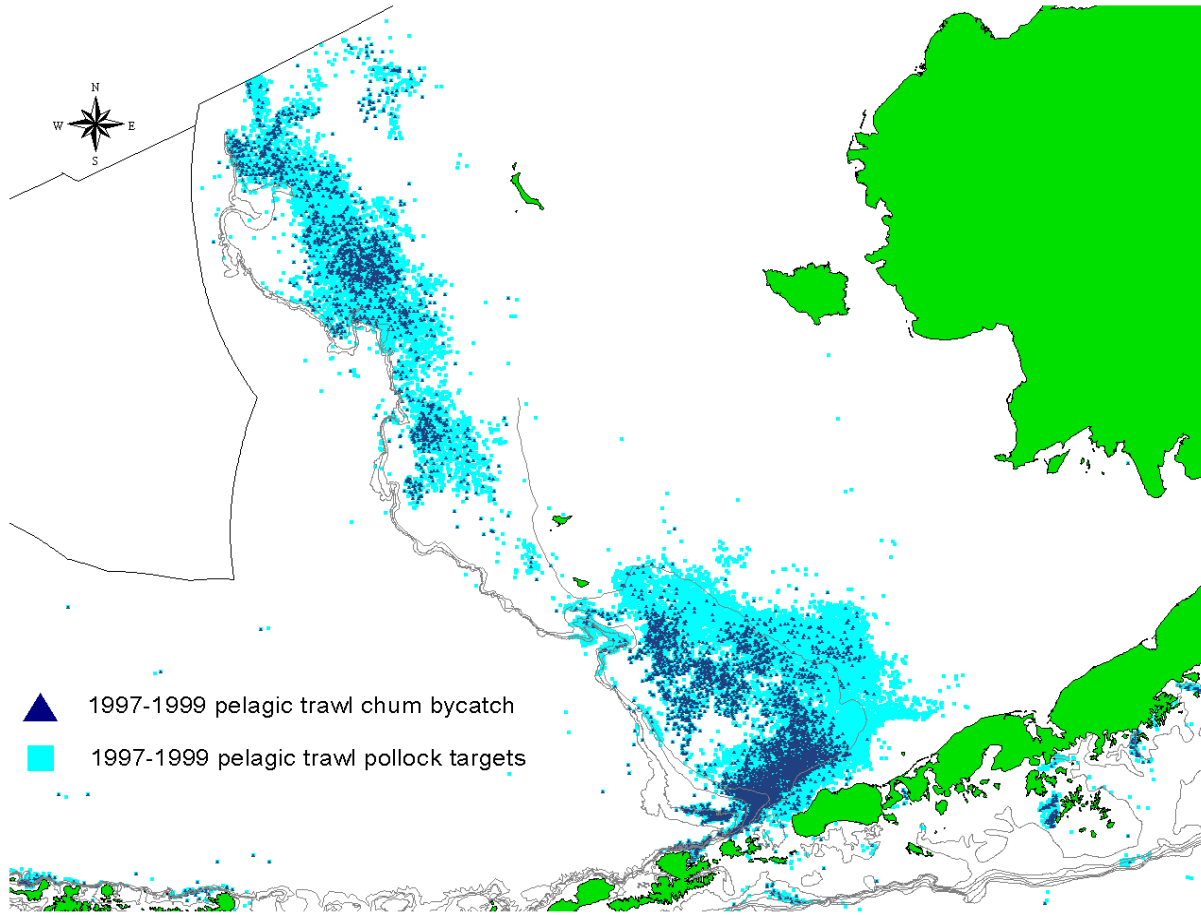 N
W E
S
1997-1999 pelagic trawl chum bycatch
1997-1999 pelagic trawl pollock targets